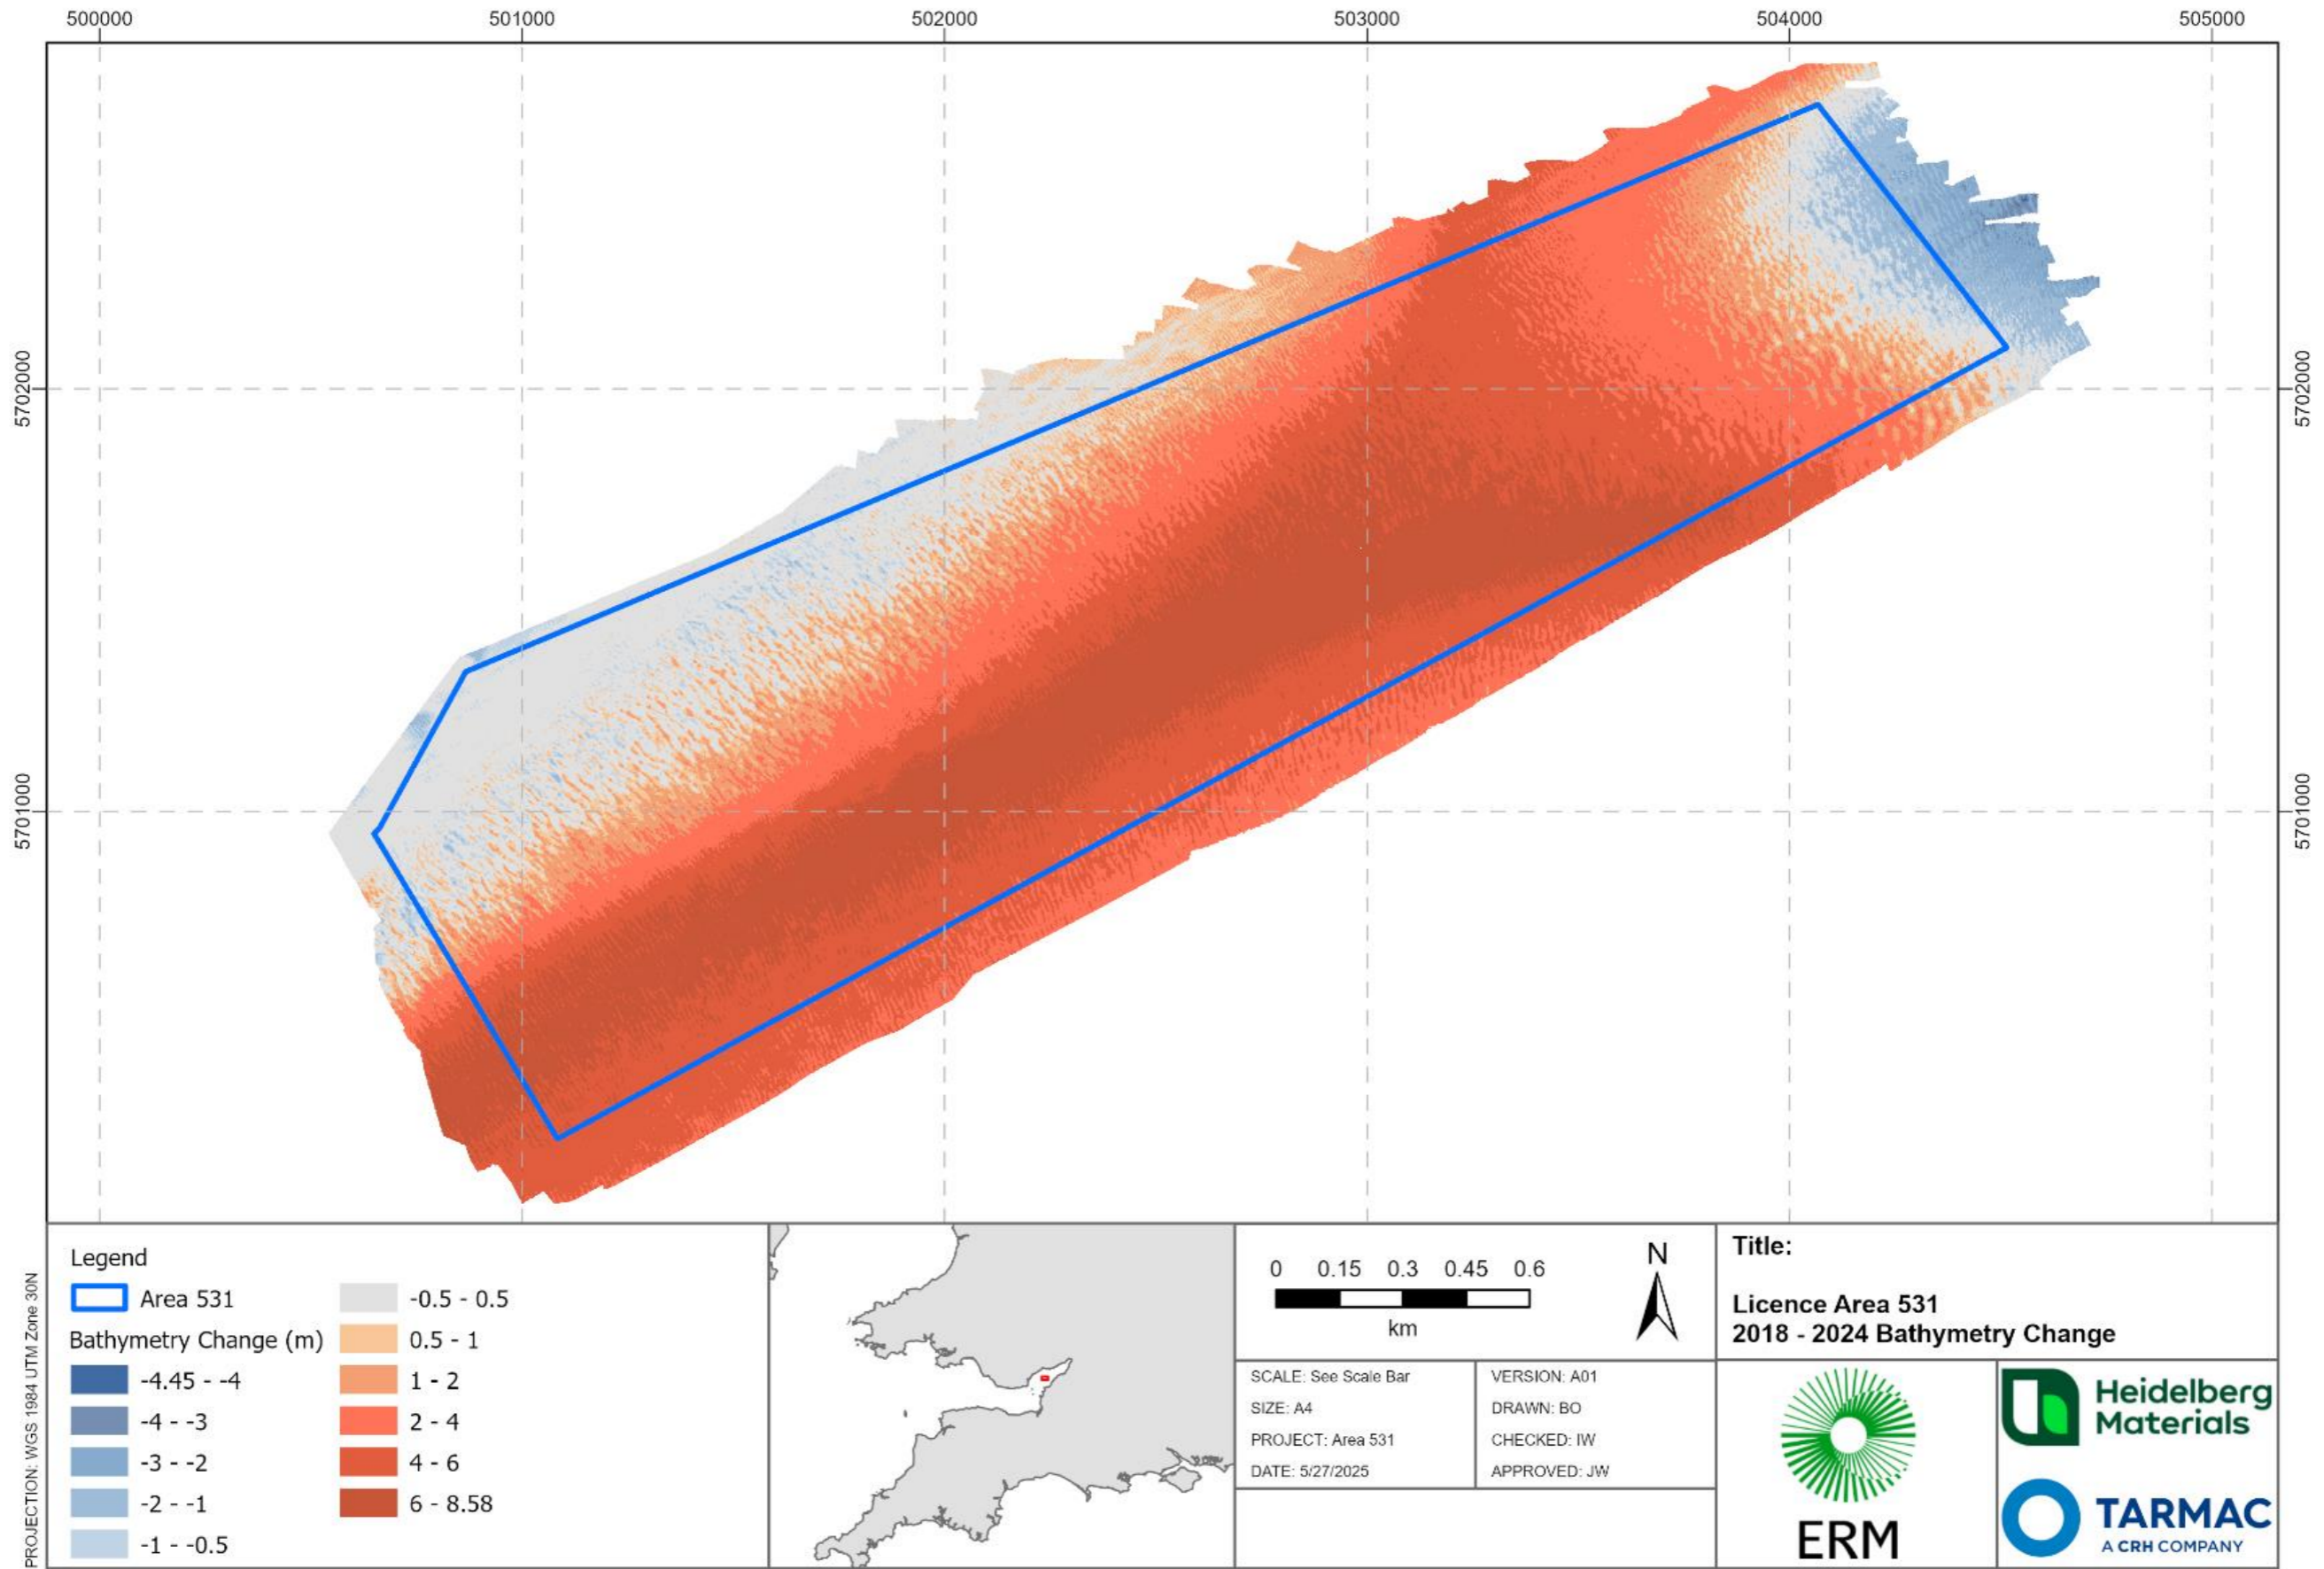 500000 501000 502000 503000 504000 505000
5702000
5702000
5701000
5701000
PROJECTION: WGS 1984 UTM Zone 30N
Legend
Area 531
Bathymetry Change (m)
-4.45 - -4
-4 - -3
-3 - -2
-2 - -1
-1 - -0.5
-0.5 - 0.5
0.5 - 1
1 - 2
2 - 4
4 - 6
6 - 8.58
0 0.15 0.3 0.45 0.6
km
N
SCALE: See Scale Bar
SIZE: A4
PROJECT: Area 531
DATE: 5/27/2025
VERSION: A01
DRAWN: BO
CHECKED: IW
APPROVED: JW
Title:
Licence Area 531
2018 - 2024 Bathymetry Change
ERM
Heidelberg
Materials
TARMAC
A CRH COMPANY